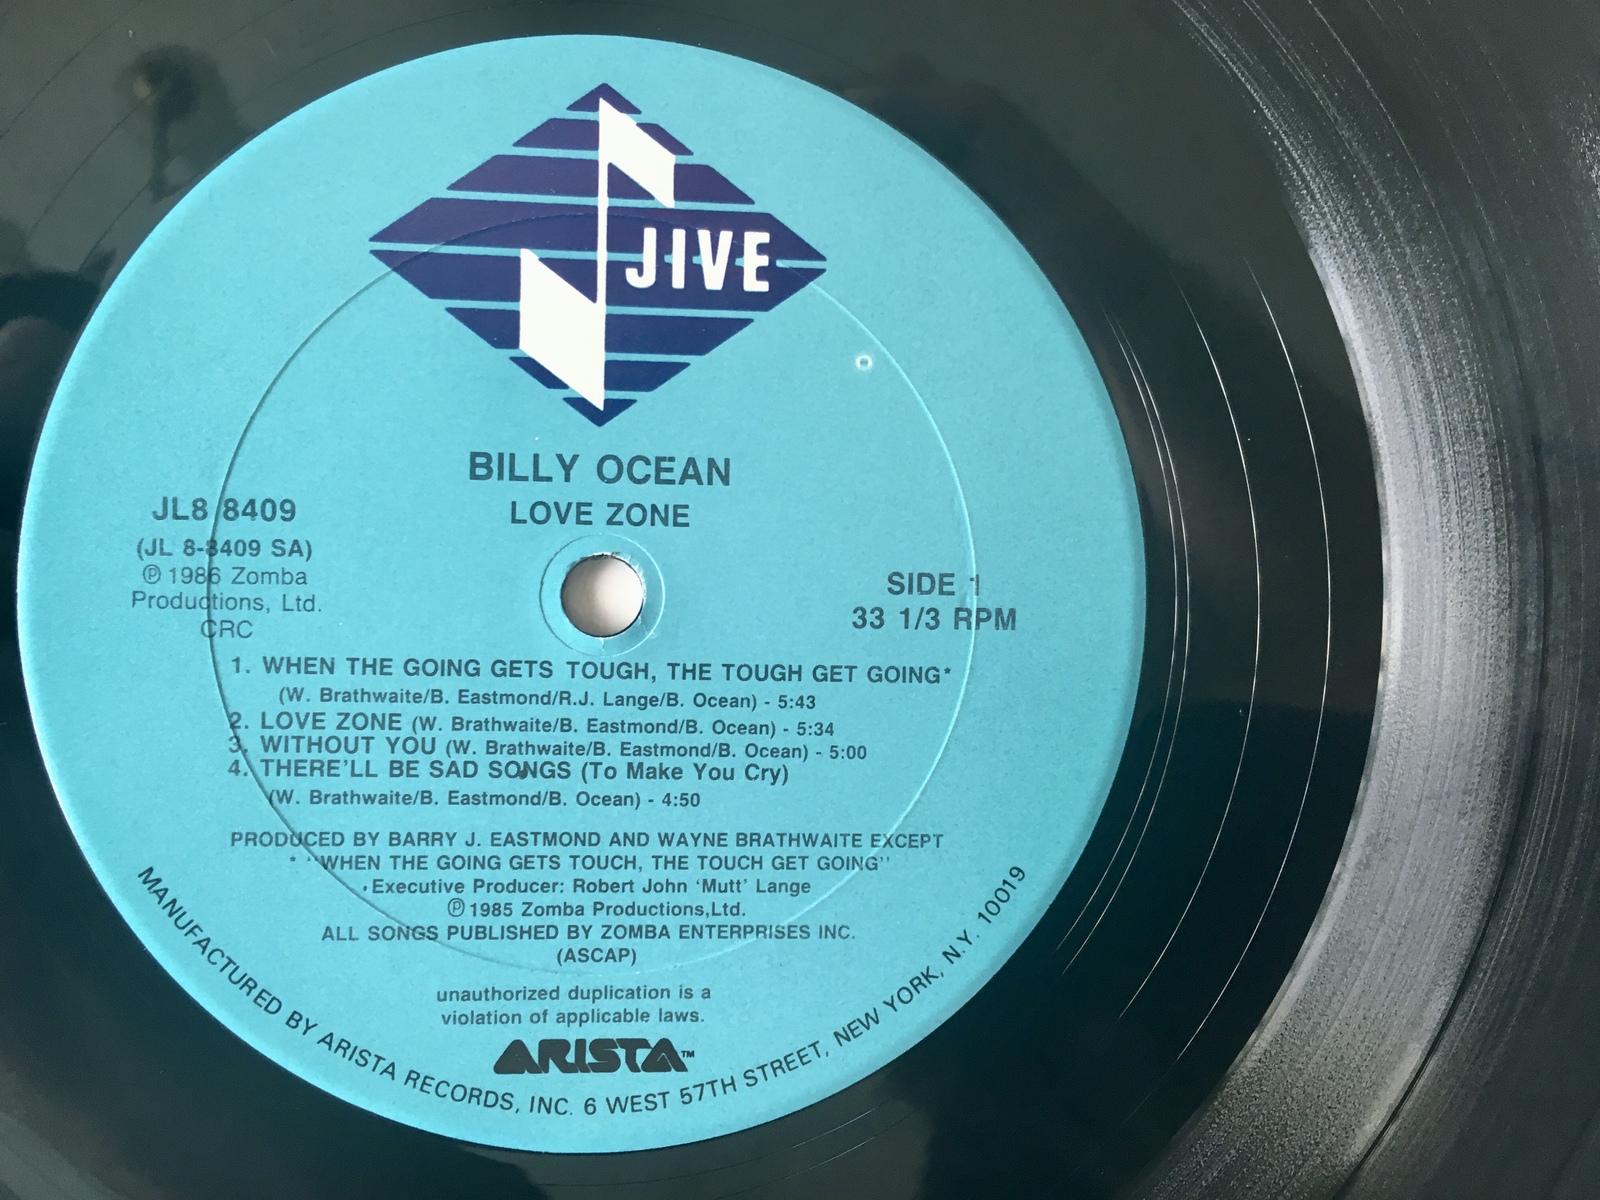 JIVE
BILLY OCEAN
LOVE ZONE
JL8 8409
(JL 8-8409 SA)
℗ 1986 Zomba
Productions, Ltd.
CRC
SIDE 1
33 1/3 RPM
1. WHEN THE GOING GETS TOUGH, THE TOUGH GET GOING*
(W. Brathwaite/B. Eastmond/R.J. Lange/B. Ocean) - 5:43
2. LOVE ZONE (W. Brathwaite/B. Eastmond/B. Ocean) - 5:34
3. WITHOUT YOU (W. Brathwaite/B. Eastmond/B. Ocean) - 5:00
4. THERE'LL BE SAD SONGS (To Make You Cry)
(W. Brathwaite/B. Eastmond/B. Ocean) - 4:50
PRODUCED BY BARRY J. EASTMOND AND WAYNE BRATHWAITE EXCEPT
* "WHEN THE GOING GETS TOUCH, THE TOUCH GET GOING"
Executive Producer: Robert John 'Mutt' Lange
℗ 1985 Zomba Productions,Ltd.
ALL SONGS PUBLISHED BY ZOMBA ENTERPRISES INC.
(ASCAP)
unauthorized duplication is a
violation of applicable laws.
ARISTA™
MANUFACTURED BY ARISTA RECORDS, INC. 6 WEST 57TH STREET, NEW YORK, N.Y. 10019